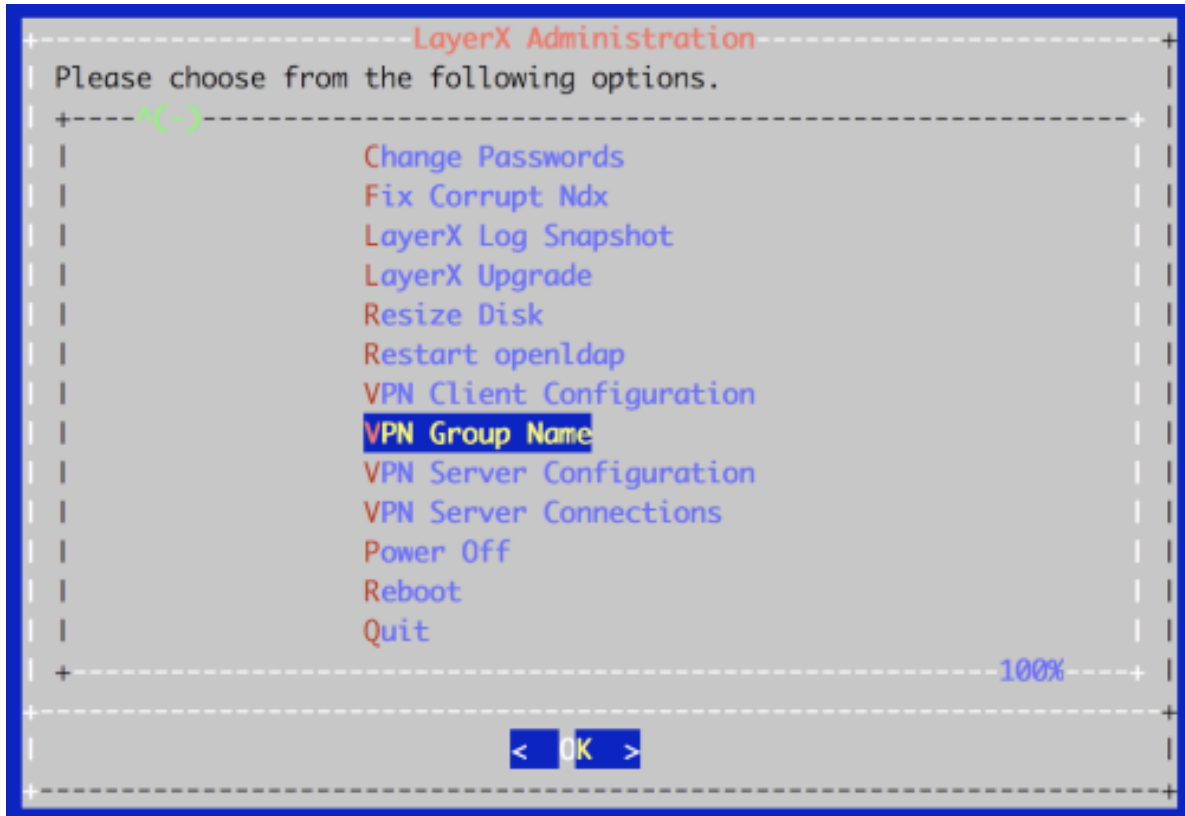 LayerX Administration
Please choose from the following options.
^(-)
Change Passwords
Fix Corrupt Ndx
LayerX Log Snapshot
LayerX Upgrade
Resize Disk
Restart openldap
VPN Client Configuration
VPN Group Name
VPN Server Configuration
VPN Server Connections
Power Off
Reboot
Quit
100%
<  OK  >